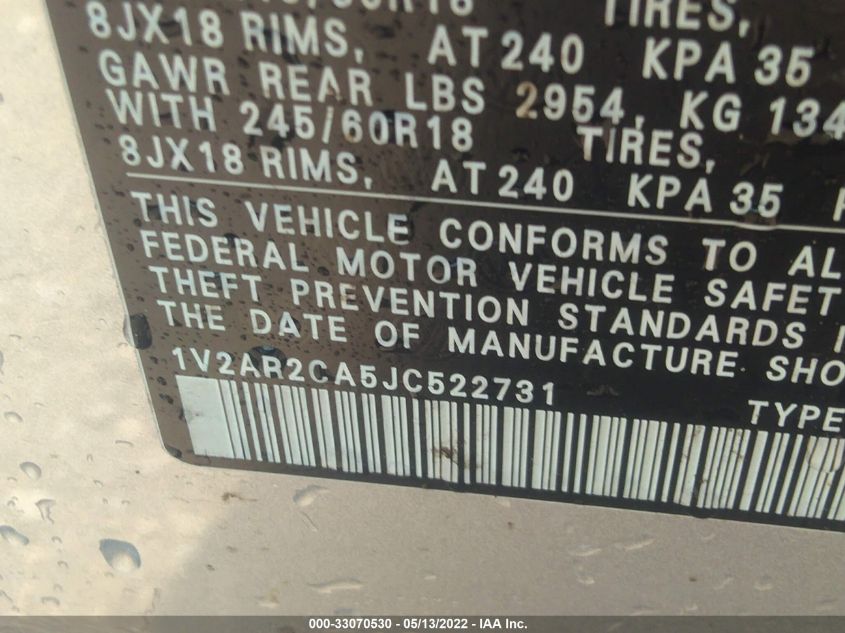 TIRES,
8JX18 RIMS, AT 240 KPA 35
GAWR REAR LBS 2954, KG 134
WITH 245/60R18 TIRES,
8JX18 RIMS, AT 240 KPA 35
THIS VEHICLE CONFORMS TO AL
FEDERAL MOTOR VEHICLE SAFET
THEFT PREVENTION STANDARDS I
THE DATE OF MANUFACTURE SHO
1V2AR2CA5JC522731
TYPE
000-33070530 - 05/13/2022 - IAA Inc.